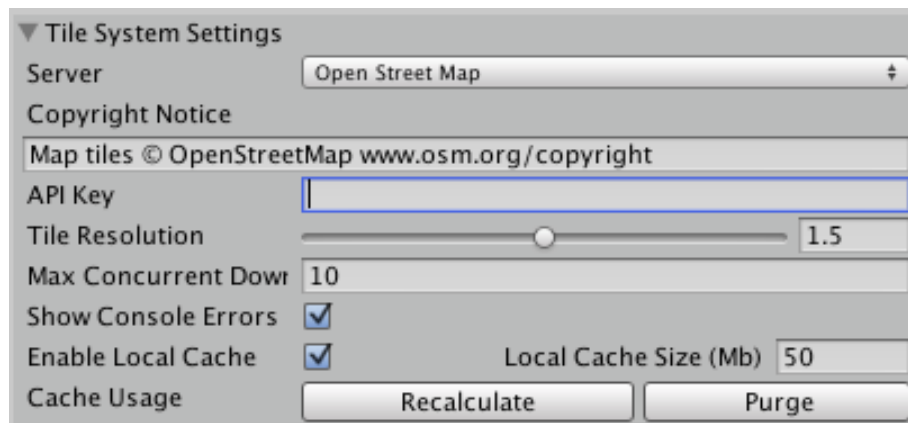 Tile System Settings
Server Open Street Map
Copyright Notice
Map tiles © OpenStreetMap www.osm.org/copyright
API Key
Tile Resolution 1.5
Max Concurrent Dowr 10
Show Console Errors
Enable Local Cache Local Cache Size (Mb) 50
Cache Usage Recalculate Purge